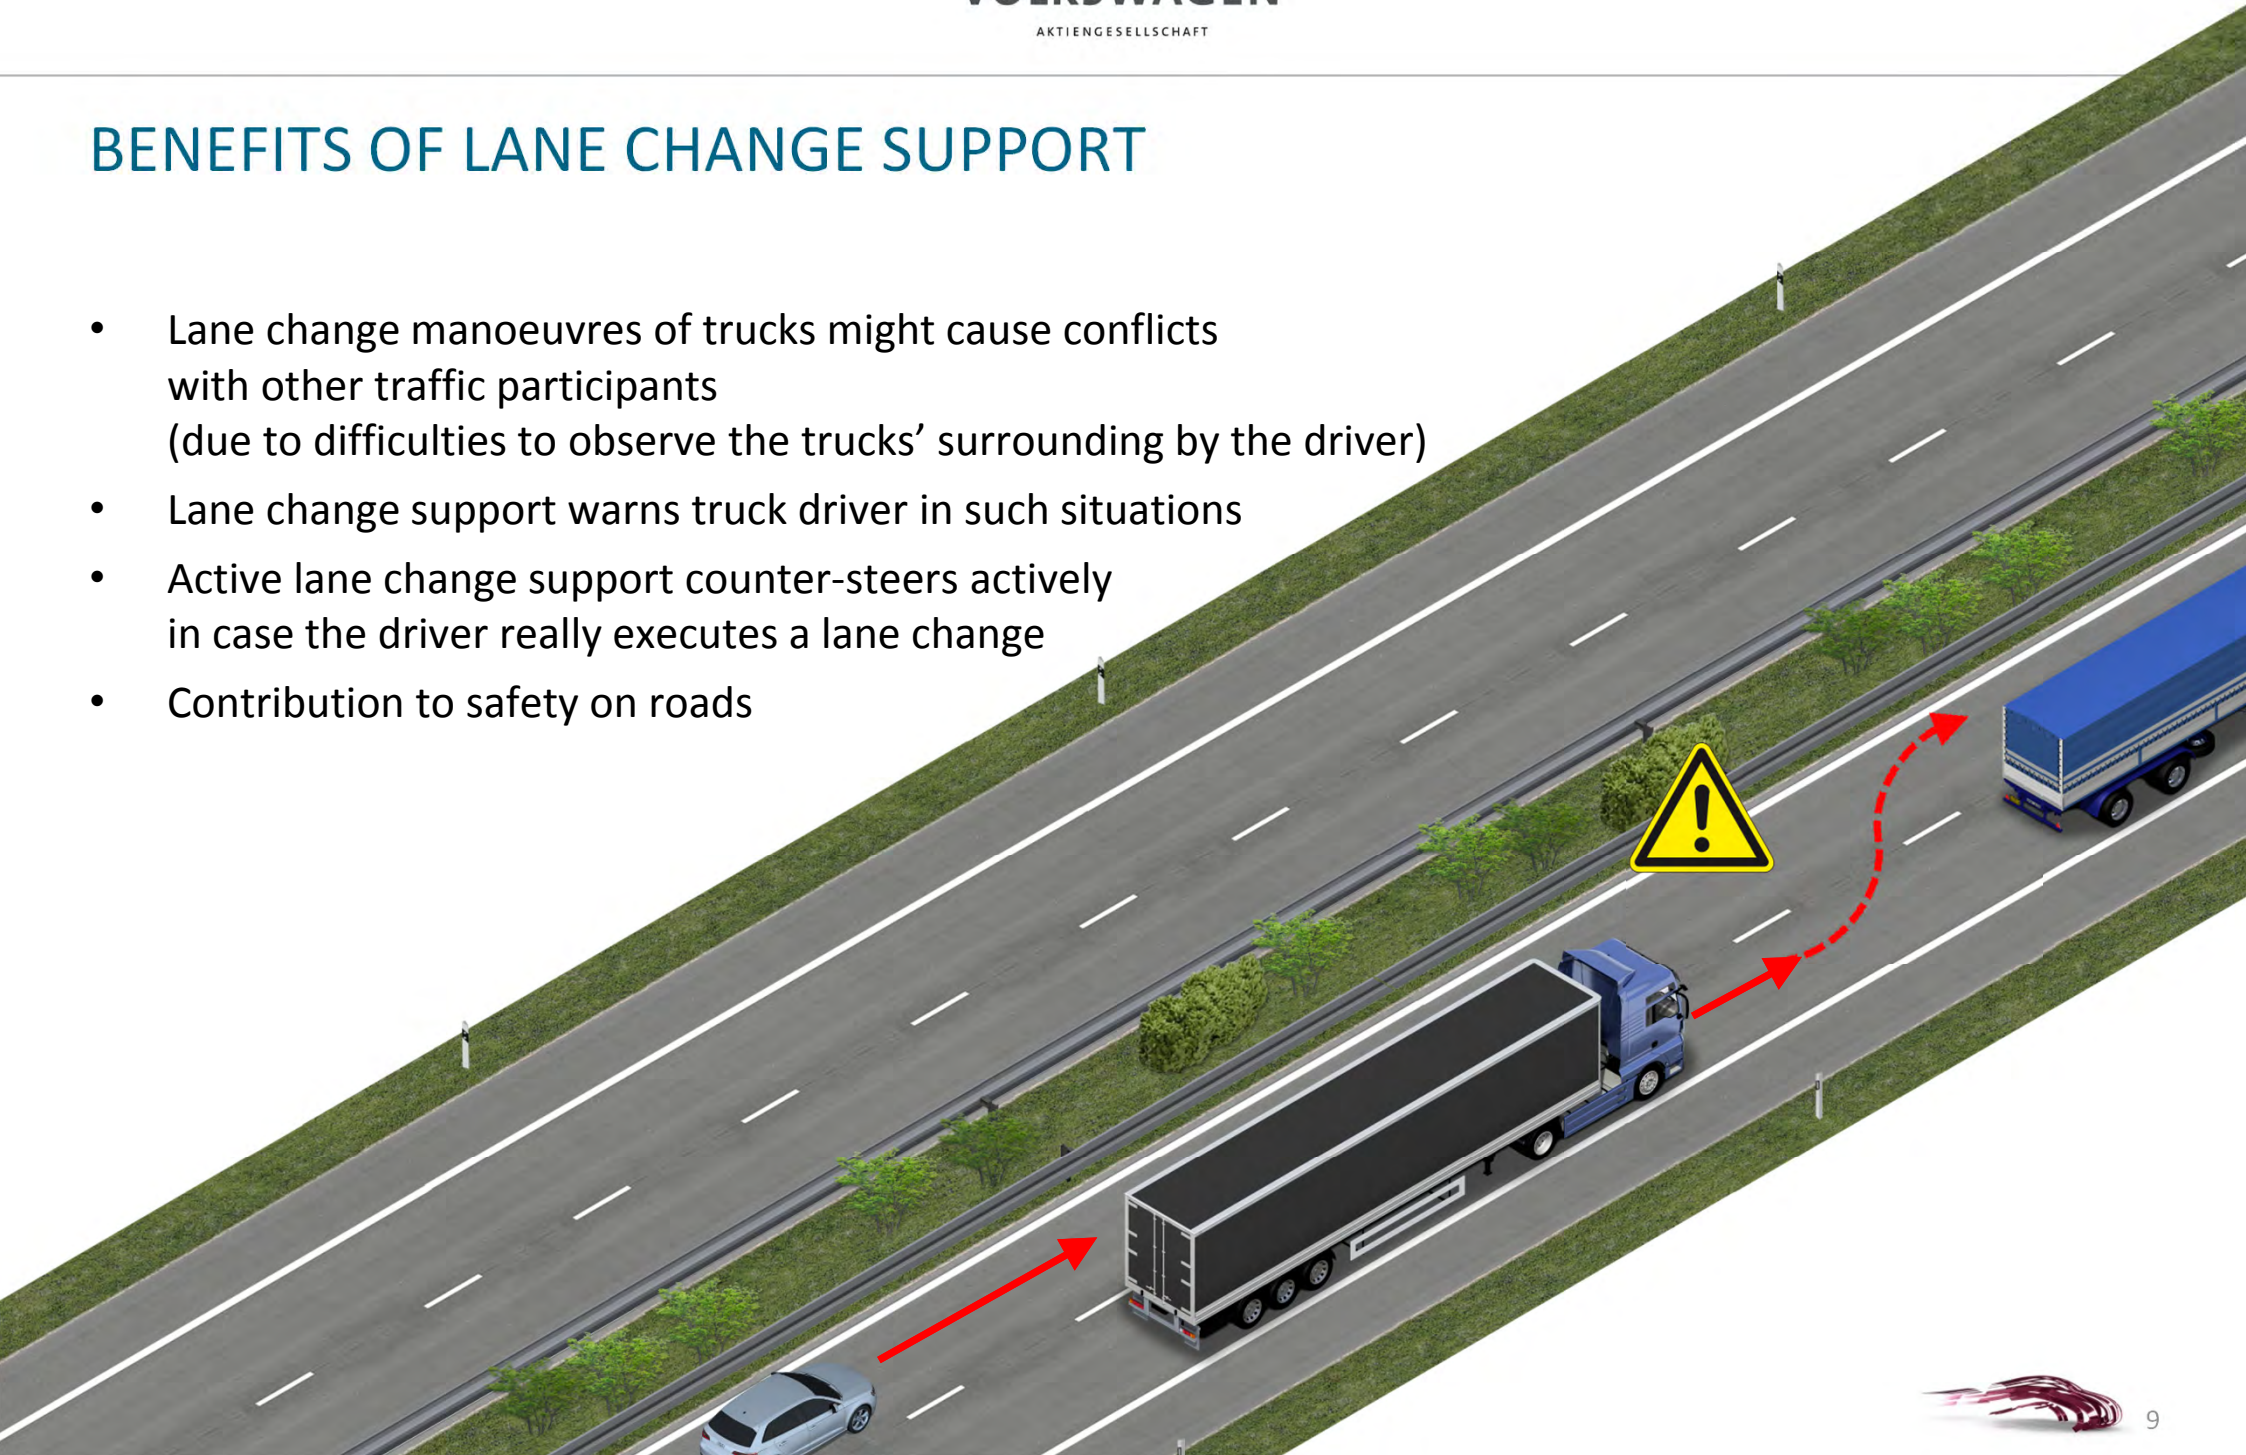 VOLKSWAGEN
AKTIENGESELLSCHAFT
BENEFITS OF LANE CHANGE SUPPORT
• Lane change manoeuvres of trucks might cause conflicts
with other traffic participants
(due to difficulties to observe the trucks’ surrounding by the driver)
• Lane change support warns truck driver in such situations
• Active lane change support counter-steers actively
in case the driver really executes a lane change
• Contribution to safety on roads
9